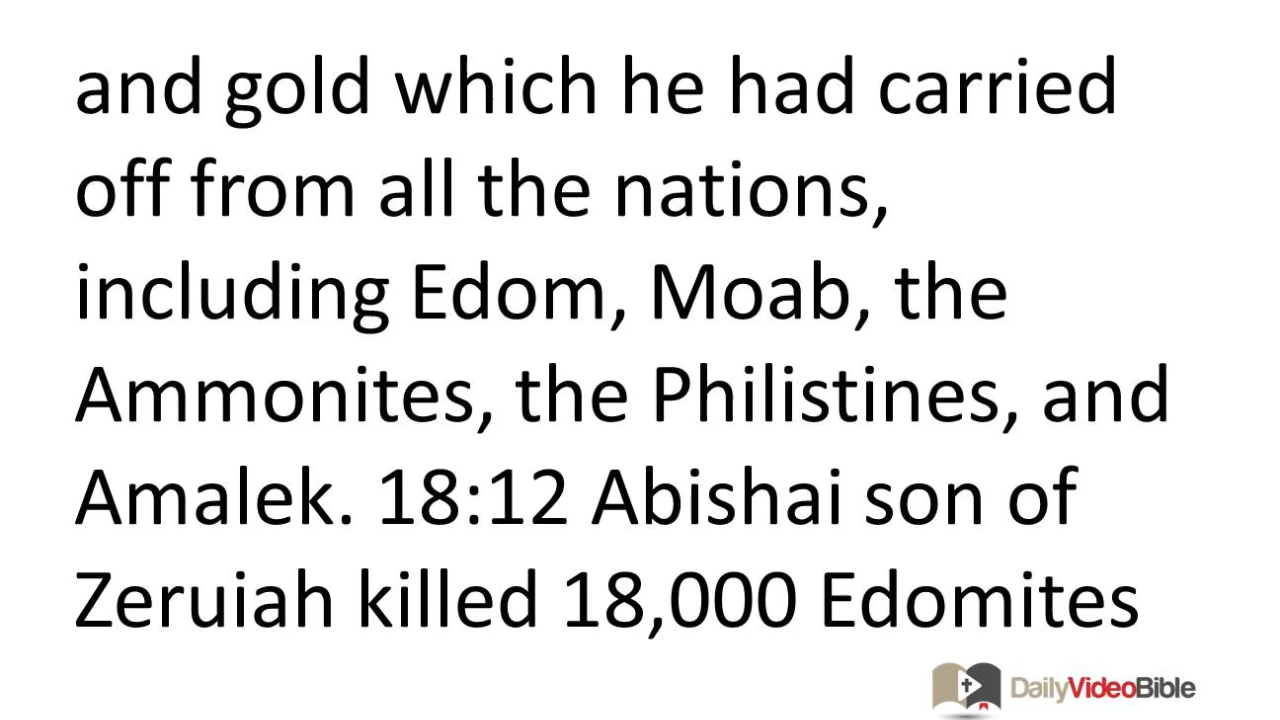 and gold which he had carried
off from all the nations,
including Edom, Moab, the
Ammonites, the Philistines, and
Amalek. 18:12 Abishai son of
Zeruiah killed 18,000 Edomites
DailyVideoBible